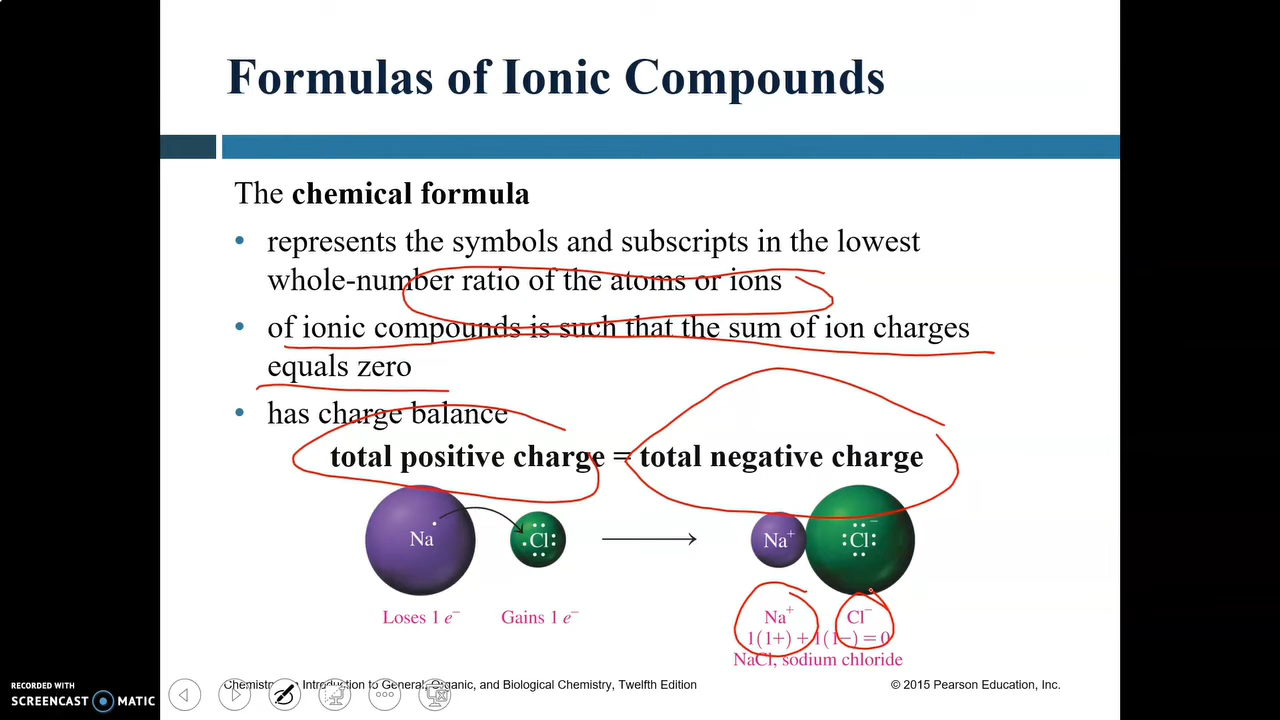 Formulas of Ionic Compounds
The chemical formula
• represents the symbols and subscripts in the lowest
whole-number ratio of the atoms or ions
• of ionic compounds is such that the sum of ion charges
equals zero
• has charge balance
total positive charge = total negative charge
Na Cl Na⁺ Cl⁻
Loses 1 e⁻ Gains 1 e⁻ Na⁺ Cl⁻
1(1+) + 1(1−) = 0
NaCl, sodium chloride
RECORDED WITH
SCREENCAST MATIC
Chemistry: Introduction to General, Organic, and Biological Chemistry, Twelfth Edition © 2015 Pearson Education, Inc.